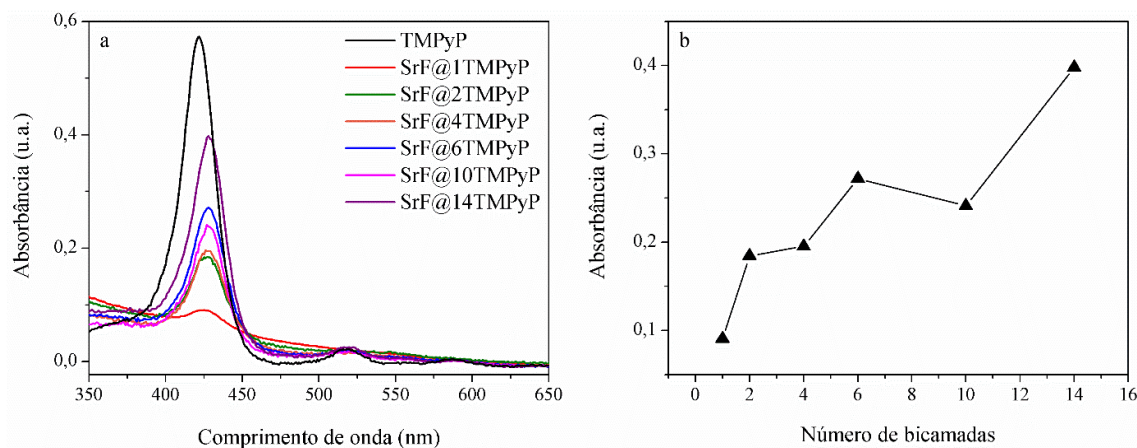 a
TMPyP
SrF@1TMPyP
SrF@2TMPyP
SrF@4TMPyP
SrF@6TMPyP
SrF@10TMPyP
SrF@14TMPyP
0,6
0,4
0,2
0,0
Absorbância (u.a.)
350 400 450 500 550 600 650
Comprimento de onda (nm)
b
0,4
0,3
0,2
0,1
Absorbância (u.a.)
0 2 4 6 8 10 12 14 16
Número de bicamadas